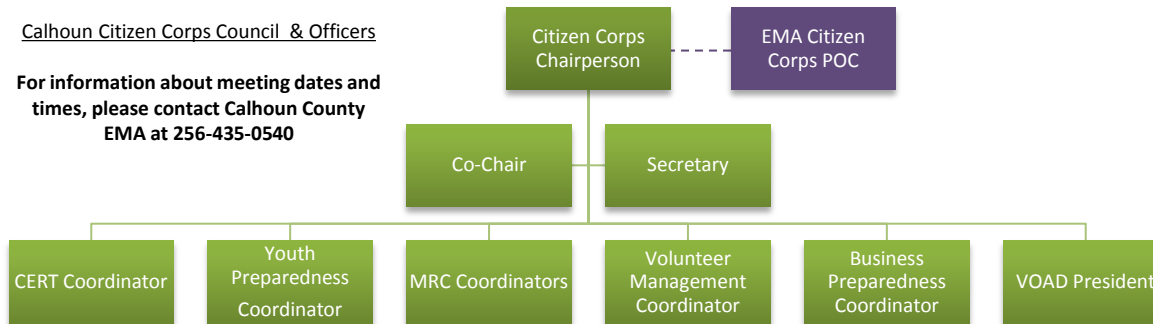 Calhoun Citizen Corps Council & Officers
For information about meeting dates and
times, please contact Calhoun County
EMA at 256-435-0540
Citizen Corps
Chairperson
EMA Citizen
Corps POC
Co-Chair
Secretary
CERT Coordinator
Youth
Preparedness
Coordinator
MRC Coordinators
Volunteer
Management
Coordinator
Business
Preparedness
Coordinator
VOAD President